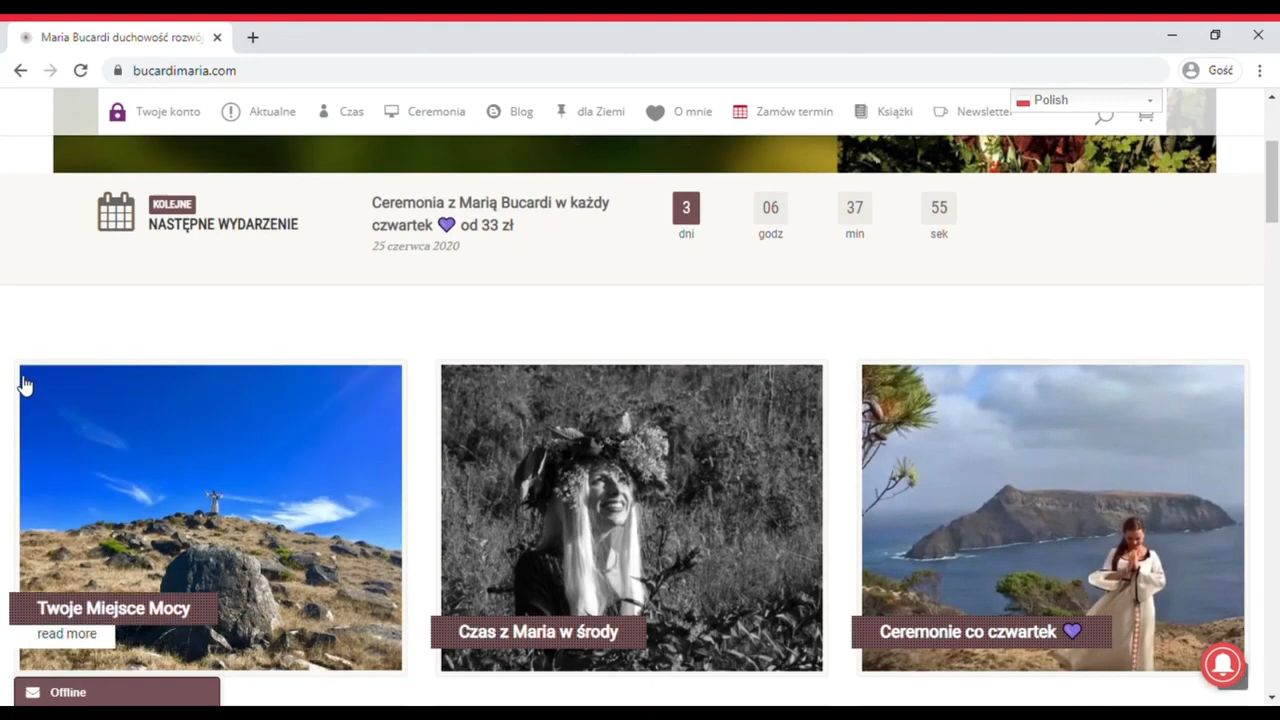 Maria Bucardi duchowość rozwó
bucardimaria.com
Gość
Polish
Twoje konto
Aktualne
Czas
Ceremonia
Blog
dla Ziemi
O mnie
Zamów termin
Książki
Newsletter
KOLEJNE
NASTĘPNE WYDARZENIE
Ceremonia z Marią Bucardi w każdy
czwartek 💜 od 33 zł
25 czerwca 2020
3
dni
06
godz
37
min
55
sek
Twoje Miejsce Mocy
read more
Czas z Maria w środy
Ceremonie co czwartek 💜
Offline